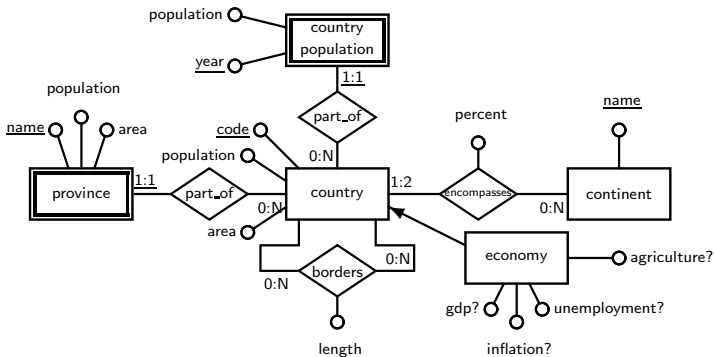 population
country
population
year
1:1
part_of
0:N
population
name
area
province
1:1
part_of
0:N
code
population
area
country
1:2
percent
encompasses
0:N
name
continent
borders
0:N
0:N
length
economy
agriculture?
gdp?
unemployment?
inflation?